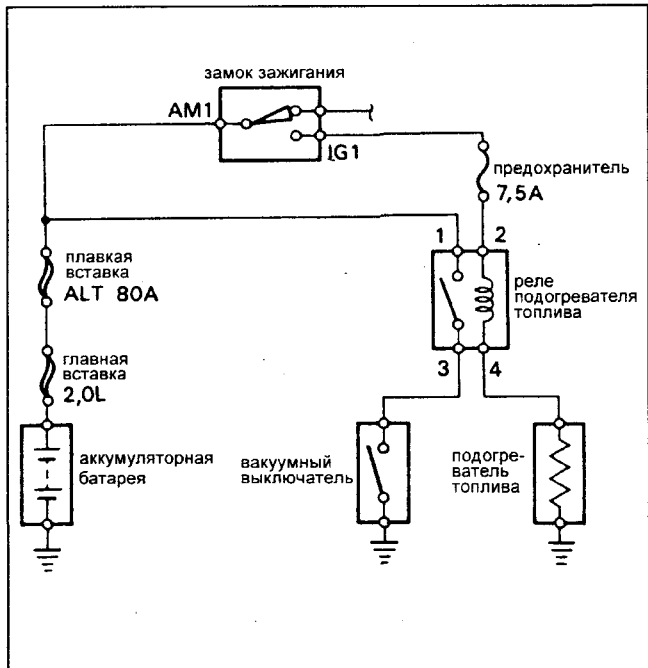 замок зажигания
AM1
IG1
предохранитель
7,5A
1 2
реле
подогревателя
топлива
3 4
плавкая
вставка
ALT 80A
главная
вставка
2,0L
аккумуляторная
батарея
вакуумный
выключатель
подогре-
ватель
топлива